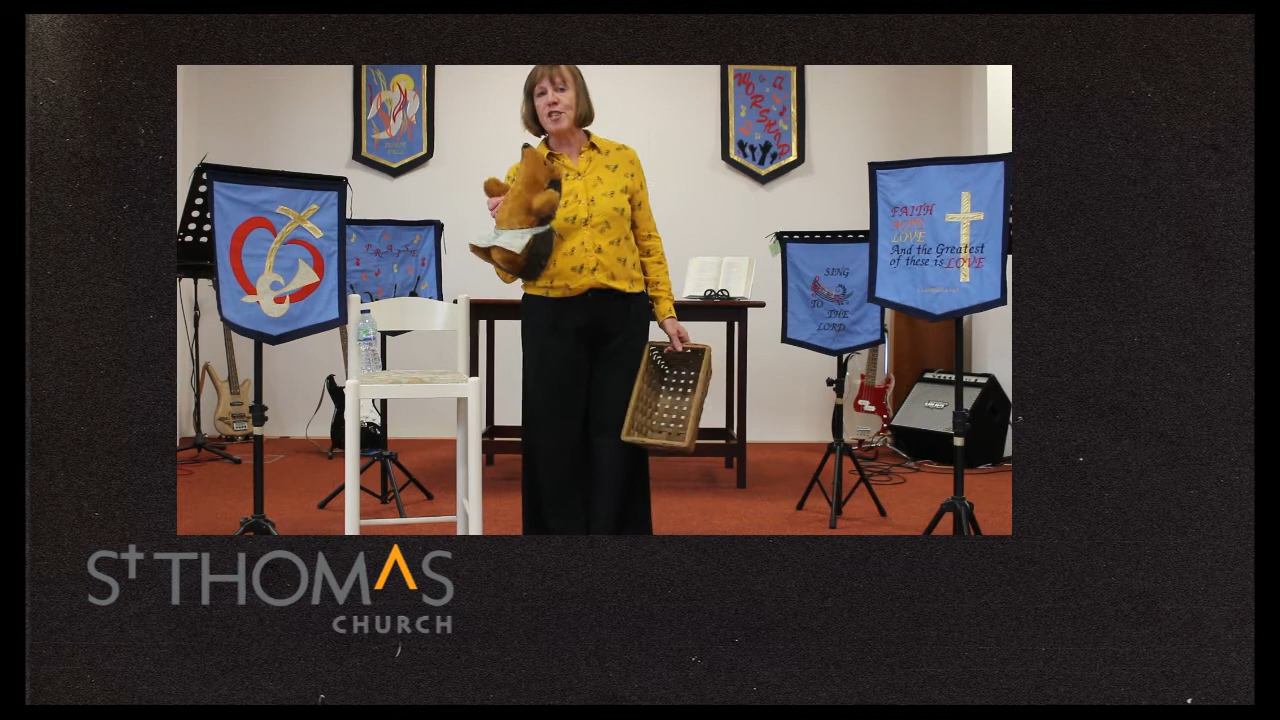 WORSHIP
PRAISE
SING
TO
THE
LORD
FAITH
HOPE
LOVE
And the Greatest
of these is LOVE
St THOMAS
CHURCH